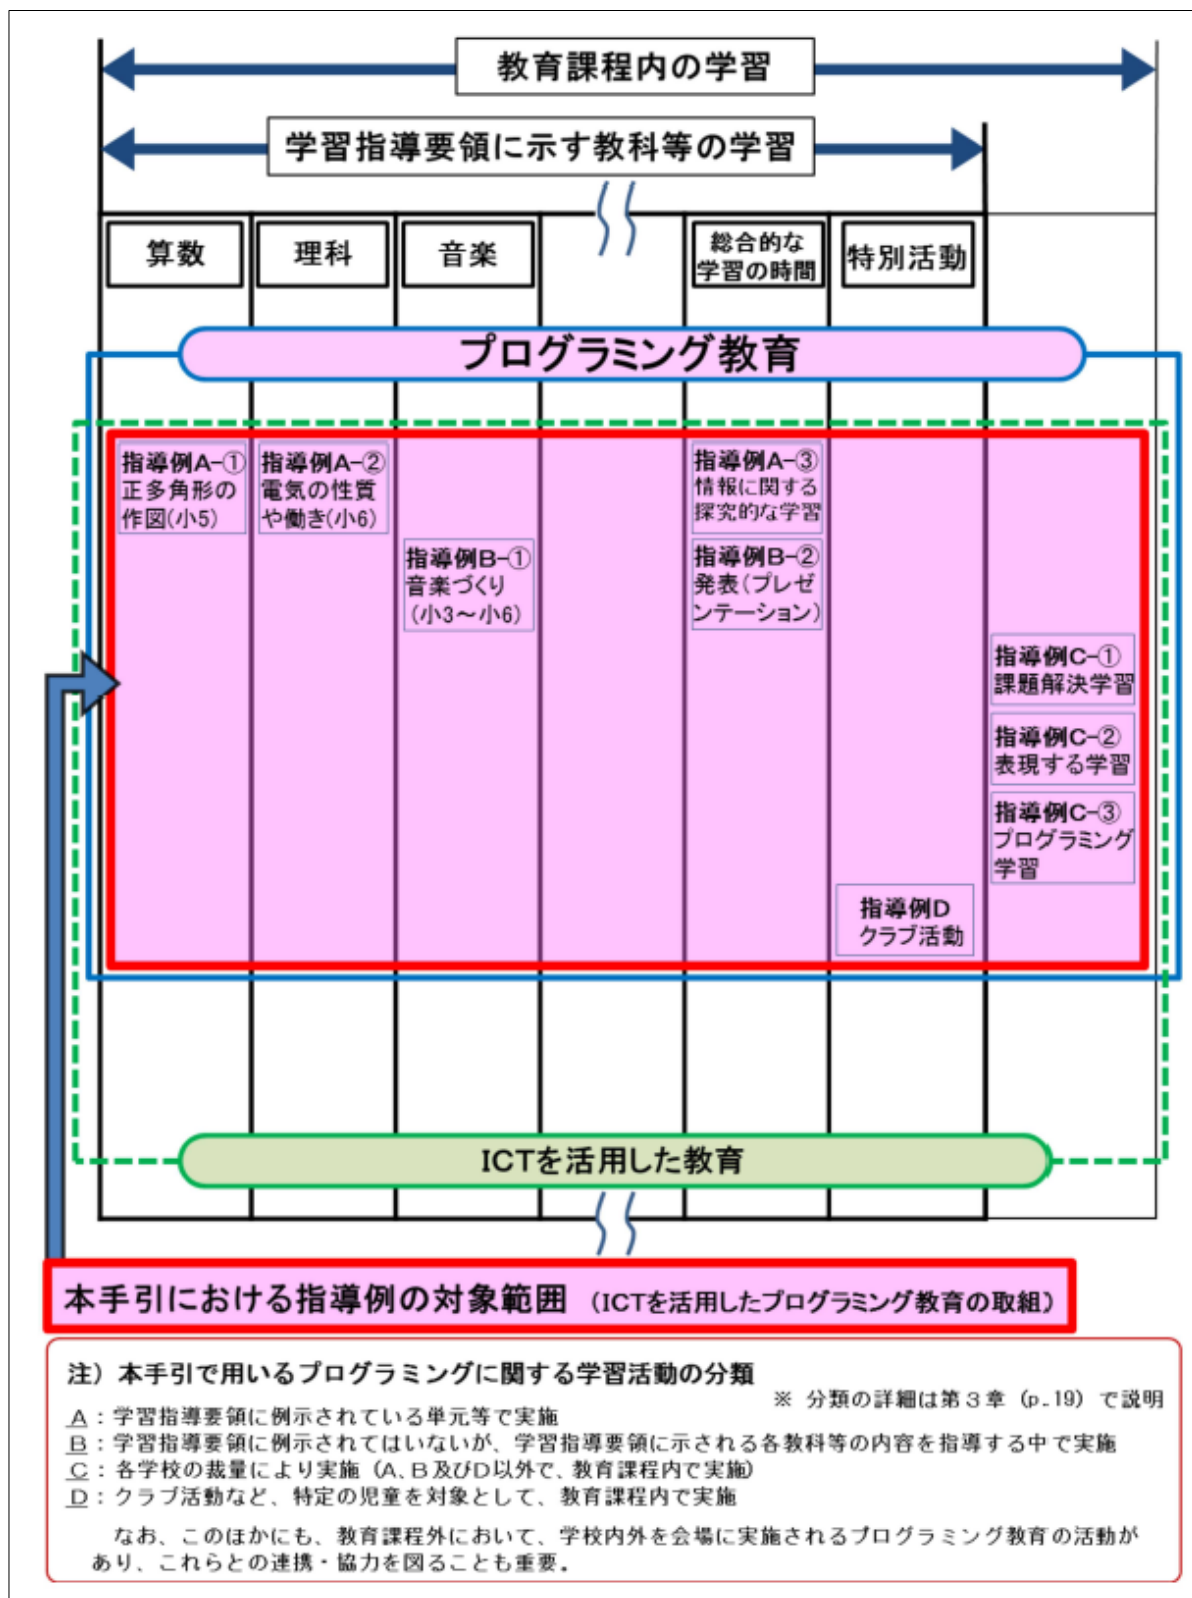 教育課程内の学習
学習指導要領に示す教科等の学習
算数
理科
音楽
総合的な
学習の時間
特別活動
プログラミング教育
指導例A-①
正多角形の
作図(小5)
指導例A-②
電気の性質
や働き(小6)
指導例A-③
情報に関する
探究的な学習
指導例B-①
音楽づくり
(小3～小6)
指導例B-②
発表(プレゼ
ンテーション)
指導例C-①
課題解決学習
指導例C-②
表現する学習
指導例C-③
プログラミング
学習
指導例D
クラブ活動
ICTを活用した教育
本手引における指導例の対象範囲 (ICTを活用したプログラミング教育の取組)
注) 本手引で用いるプログラミングに関する学習活動の分類
※ 分類の詳細は第3章 (p.19) で説明
A：学習指導要領に例示されている単元等で実施
B：学習指導要領に例示されてはいないが、学習指導要領に示される各教科等の内容を指導する中で実施
C：各学校の裁量により実施 (A、B及びD以外で、教育課程内で実施)
D：クラブ活動など、特定の児童を対象として、教育課程内で実施
なお、このほかにも、教育課程外において、学校内外を会場に実施されるプログラミング教育の活動が
あり、これらとの連携・協力を図ることも重要。